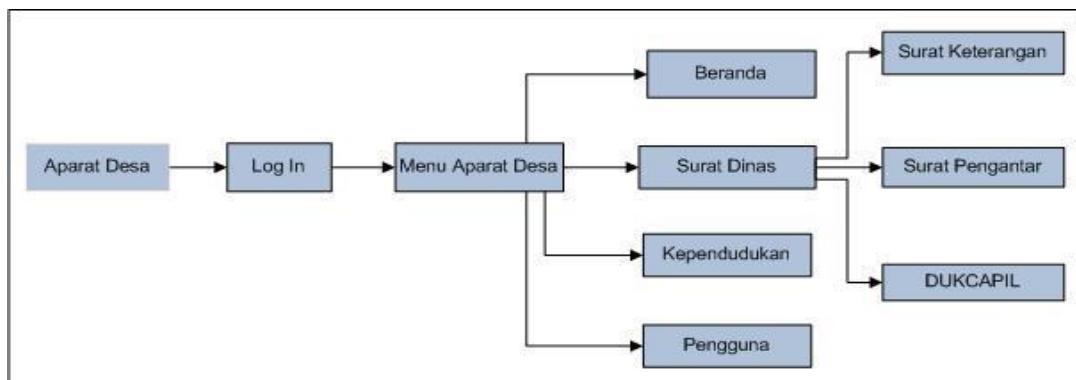 Aparat Desa
Log In
Menu Aparat Desa
Beranda
Surat Dinas
Kependudukan
Pengguna
Surat Keterangan
Surat Pengantar
DUKCAPIL